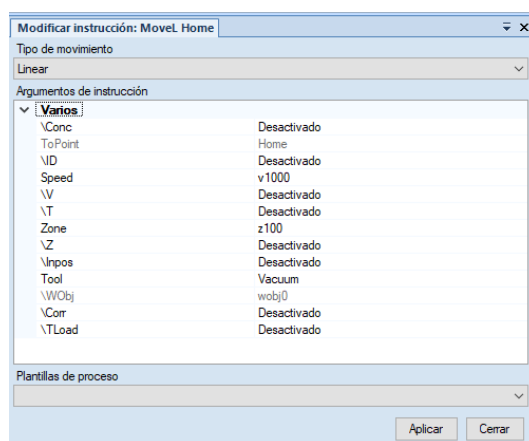 Modificar instrucción: MoveL Home
Tipo de movimiento
Linear
Argumentos de instrucción
Varios
\Conc Desactivado
ToPoint Home
\ID Desactivado
Speed v1000
\V Desactivado
\T Desactivado
Zone z100
\Z Desactivado
\Inpos Desactivado
Tool Vacuum
\WObj wobj0
\Corr Desactivado
\TLoad Desactivado
Plantillas de proceso
Aplicar Cerrar